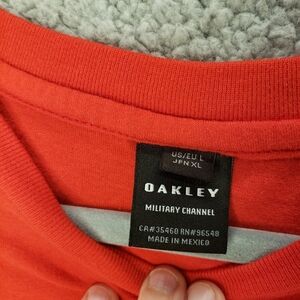 US/EU L
JPN XL
OAKLEY
MILITARY CHANNEL
CA#35460 RN#96548
MADE IN MEXICO